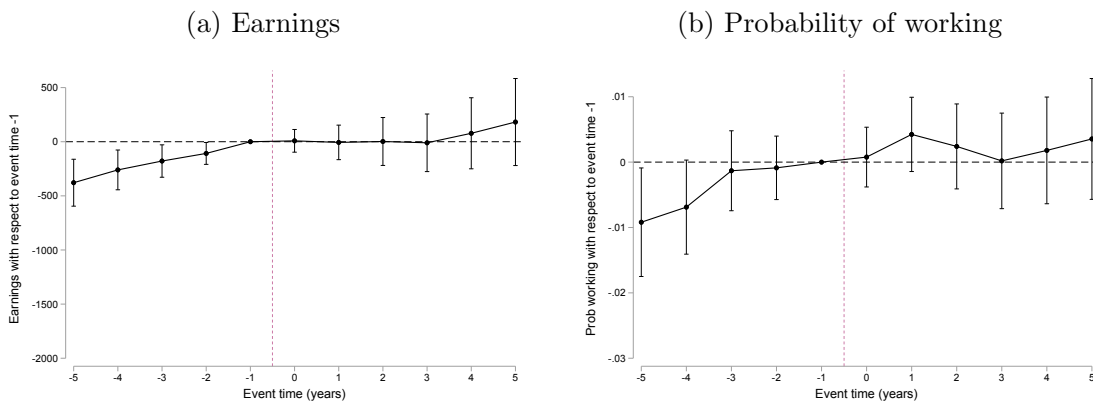 (a) Earnings
Earnings with respect to event time -1
500
0
-500
-1000
-1500
-2000
-5 -4 -3 -2 -1 0 1 2 3 4 5
Event time (years)
(b) Probability of working
Prob working with respect to event time -1
.01
0
-.01
-.02
-.03
-5 -4 -3 -2 -1 0 1 2 3 4 5
Event time (years)